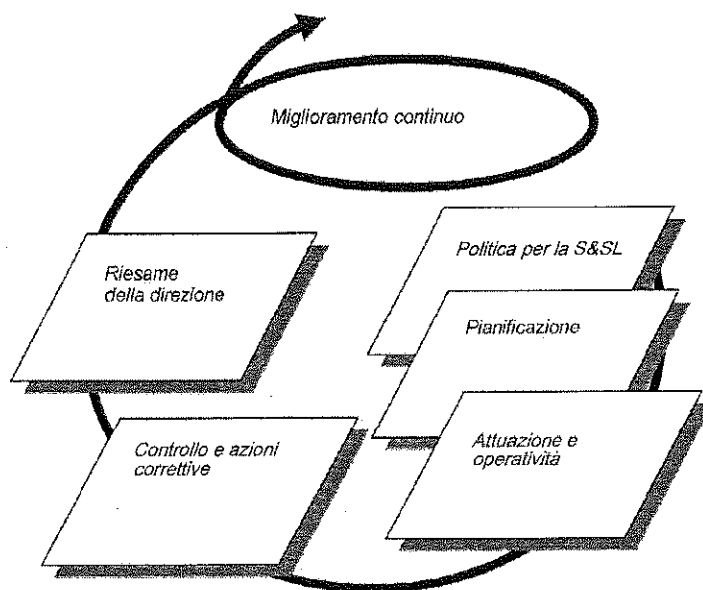 Miglioramento continuo
Politica per la S&SL
Riesame
della direzione
Pianificazione
Controllo e azioni
correttive
Attuazione e
operatività